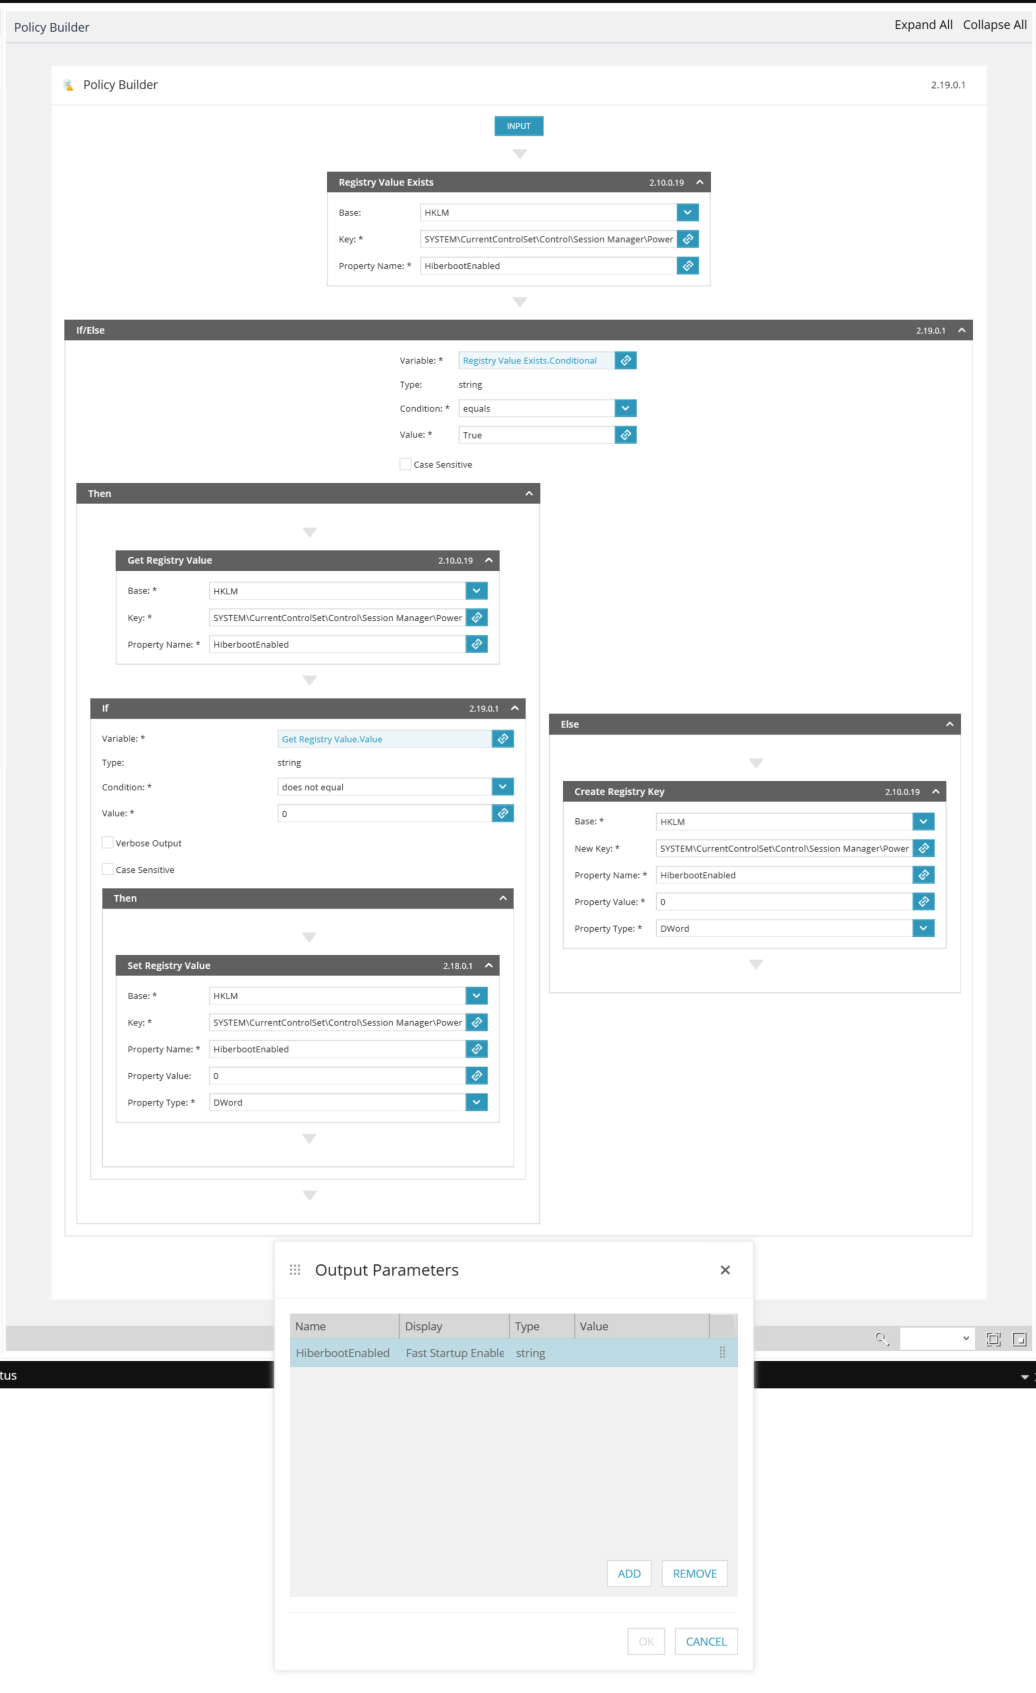 Policy Builder
Expand All Collapse All
Policy Builder 2.19.0.1
INPUT
Registry Value Exists 2.10.0.19
Base: HKLM
Key: * SYSTEM\CurrentControlSet\Control\Session Manager\Power
Property Name: * HiberbootEnabled
If/Else 2.19.0.1
Variable: * Registry Value Exists.Conditional
Type: string
Condition: * equals
Value: * True
Case Sensitive
Then
Get Registry Value 2.10.0.19
Base: * HKLM
Key: * SYSTEM\CurrentControlSet\Control\Session Manager\Power
Property Name: * HiberbootEnabled
If 2.19.0.1
Variable: * Get Registry Value.Value
Type: string
Condition: * does not equal
Value: * 0
Verbose Output
Case Sensitive
Then
Set Registry Value 2.18.0.1
Base: * HKLM
Key: * SYSTEM\CurrentControlSet\Control\Session Manager\Power
Property Name: * HiberbootEnabled
Property Value: 0
Property Type: * DWord
Else
Create Registry Key 2.10.0.19
Base: * HKLM
New Key: * SYSTEM\CurrentControlSet\Control\Session Manager\Power
Property Name: * HiberbootEnabled
Property Value: * 0
Property Type: * DWord
Output Parameters
Name Display Type Value
HiberbootEnabled Fast Startup Enable string
ADD REMOVE
OK CANCEL
tus